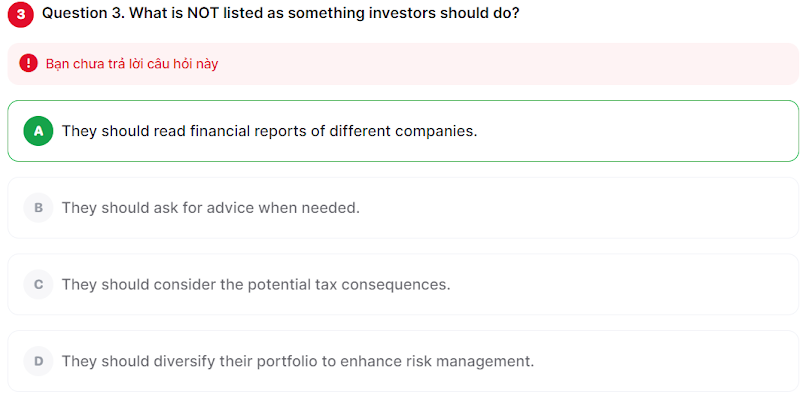 3 Question 3. What is NOT listed as something investors should do?
! Bạn chưa trả lời câu hỏi này
A They should read financial reports of different companies.
B They should ask for advice when needed.
C They should consider the potential tax consequences.
D They should diversify their portfolio to enhance risk management.